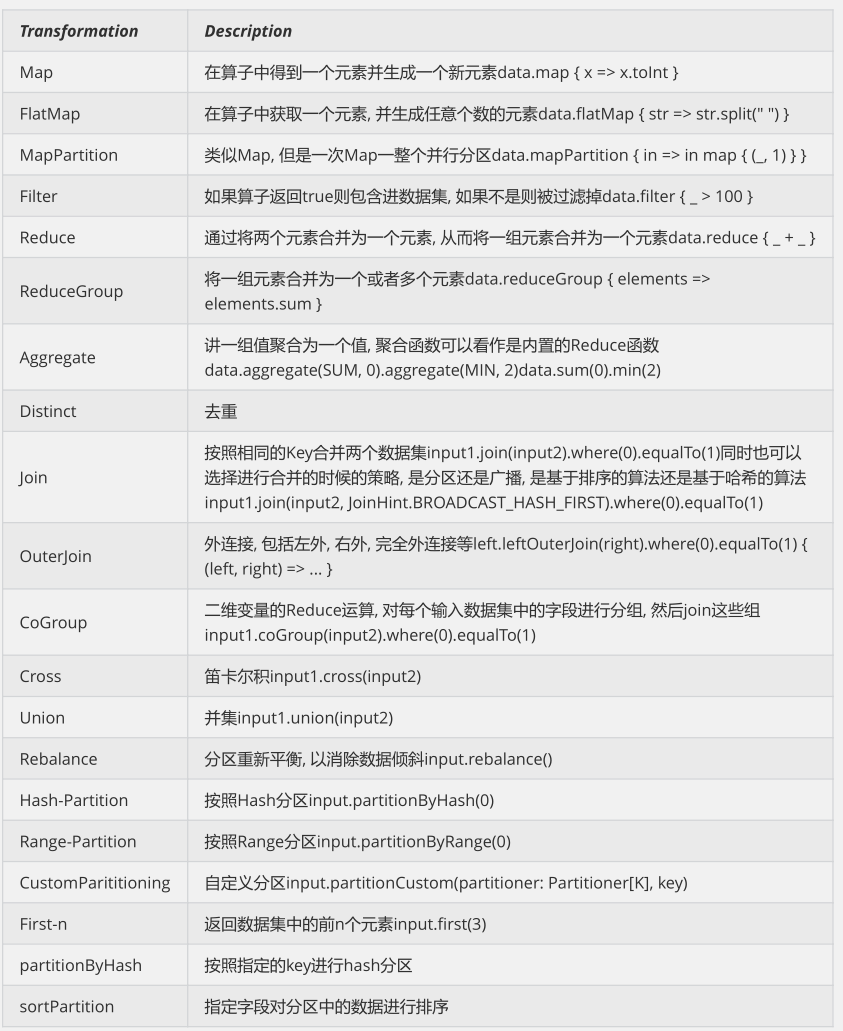 Transformation Description
Map 在算子中得到一个元素并生成一个新元素data.map { x => x.toInt }
FlatMap 在算子中获取一个元素, 并生成任意个数的元素data.flatMap { str => str.split(" ") }
MapPartition 类似Map, 但是一次Map一整个并行分区data.mapPartition { in => in map { (_, 1) } }
Filter 如果算子返回true则包含进数据集, 如果不是则被过滤掉data.filter { _ > 100 }
Reduce 通过将两个元素合并为一个元素, 从而将一组元素合并为一个元素data.reduce { _ + _ }
ReduceGroup 将一组元素合并为一个或者多个元素data.reduceGroup { elements =>
elements.sum }
Aggregate 讲一组值聚合为一个值, 聚合函数可以看作是内置的Reduce函数
data.aggregate(SUM, 0).aggregate(MIN, 2)data.sum(0).min(2)
Distinct 去重
Join 按照相同的Key合并两个数据集input1.join(input2).where(0).equalTo(1)同时也可以
选择进行合并的时候的策略, 是分区还是广播, 是基于排序的算法还是基于哈希的算法
input1.join(input2, JoinHint.BROADCAST_HASH_FIRST).where(0).equalTo(1)
OuterJoin 外连接, 包括左外, 右外, 完全外连接等left.leftOuterJoin(right).where(0).equalTo(1) {
(left, right) => ... }
CoGroup 二维变量的Reduce运算, 对每个输入数据集中的字段进行分组, 然后join这些组
input1.coGroup(input2).where(0).equalTo(1)
Cross 笛卡尔积input1.cross(input2)
Union 并集input1.union(input2)
Rebalance 分区重新平衡, 以消除数据倾斜input.rebalance()
Hash-Partition 按照Hash分区input.partitionByHash(0)
Range-Partition 按照Range分区input.partitionByRange(0)
CustomParititioning 自定义分区input.partitionCustom(partitioner: Partitioner[K], key)
First-n 返回数据集中的前n个元素input.first(3)
partitionByHash 按照指定的key进行hash分区
sortPartition 指定字段对分区中的数据进行排序